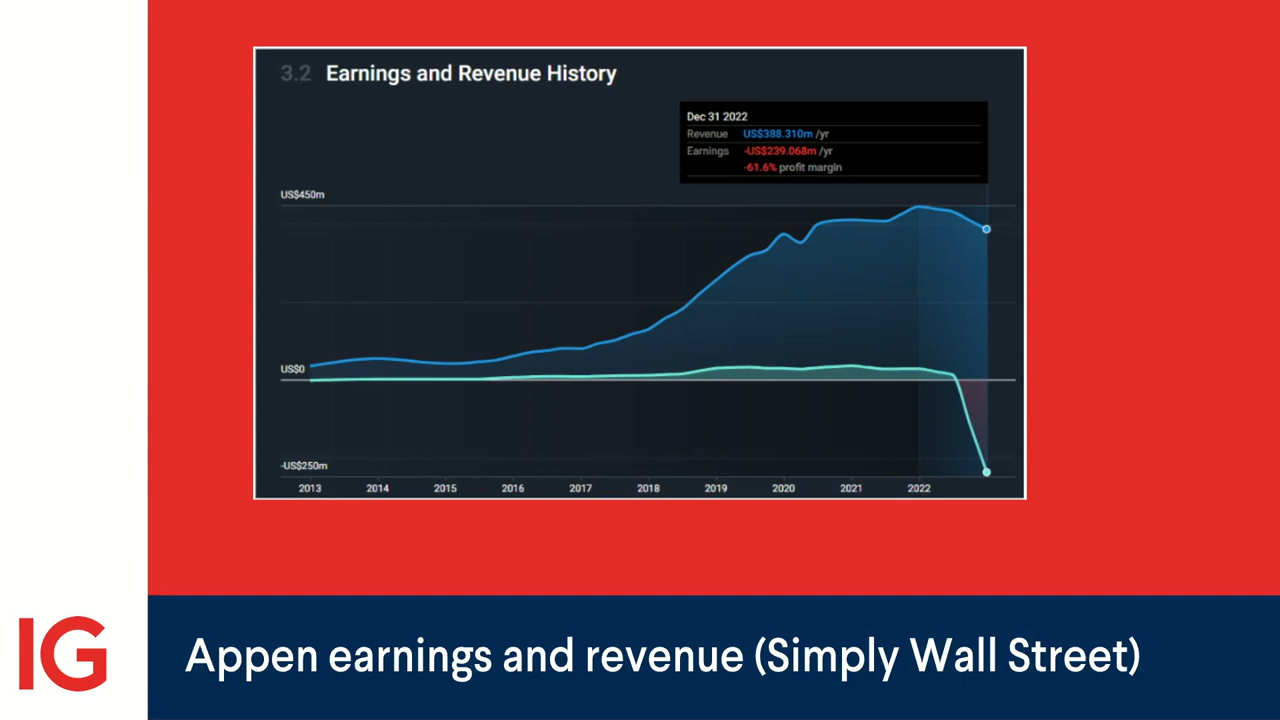 3.2 Earnings and Revenue History
Dec 31 2022
Revenue US$388.310m /yr
Earnings -US$239.068m /yr
-61.6% profit margin
US$450m
US$0
-US$250m
2013 2014 2015 2016 2017 2018 2019 2020 2021 2022
IG
Appen earnings and revenue (Simply Wall Street)